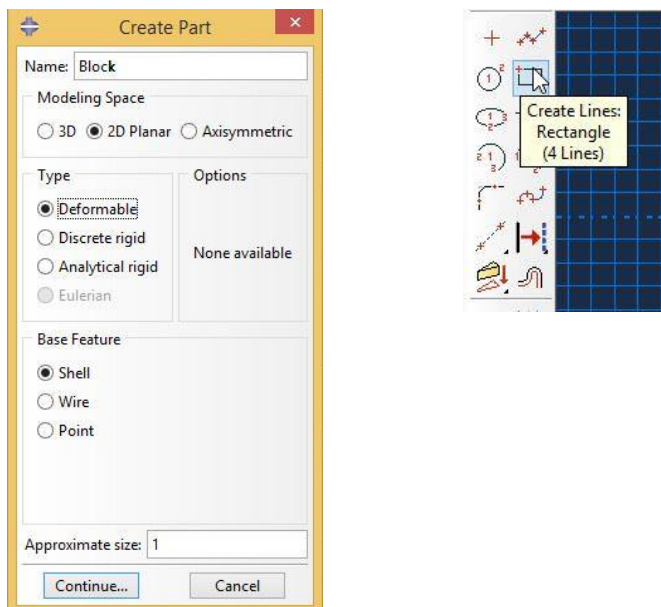 Create Part
Name: Block
Modeling Space
3D 2D Planar Axisymmetric
Type
Deformable
Discrete rigid
Analytical rigid
Eulerian
Options
None available
Base Feature
Shell
Wire
Point
Approximate size: 1
Continue... Cancel
Create Lines:
Rectangle
(4 Lines)